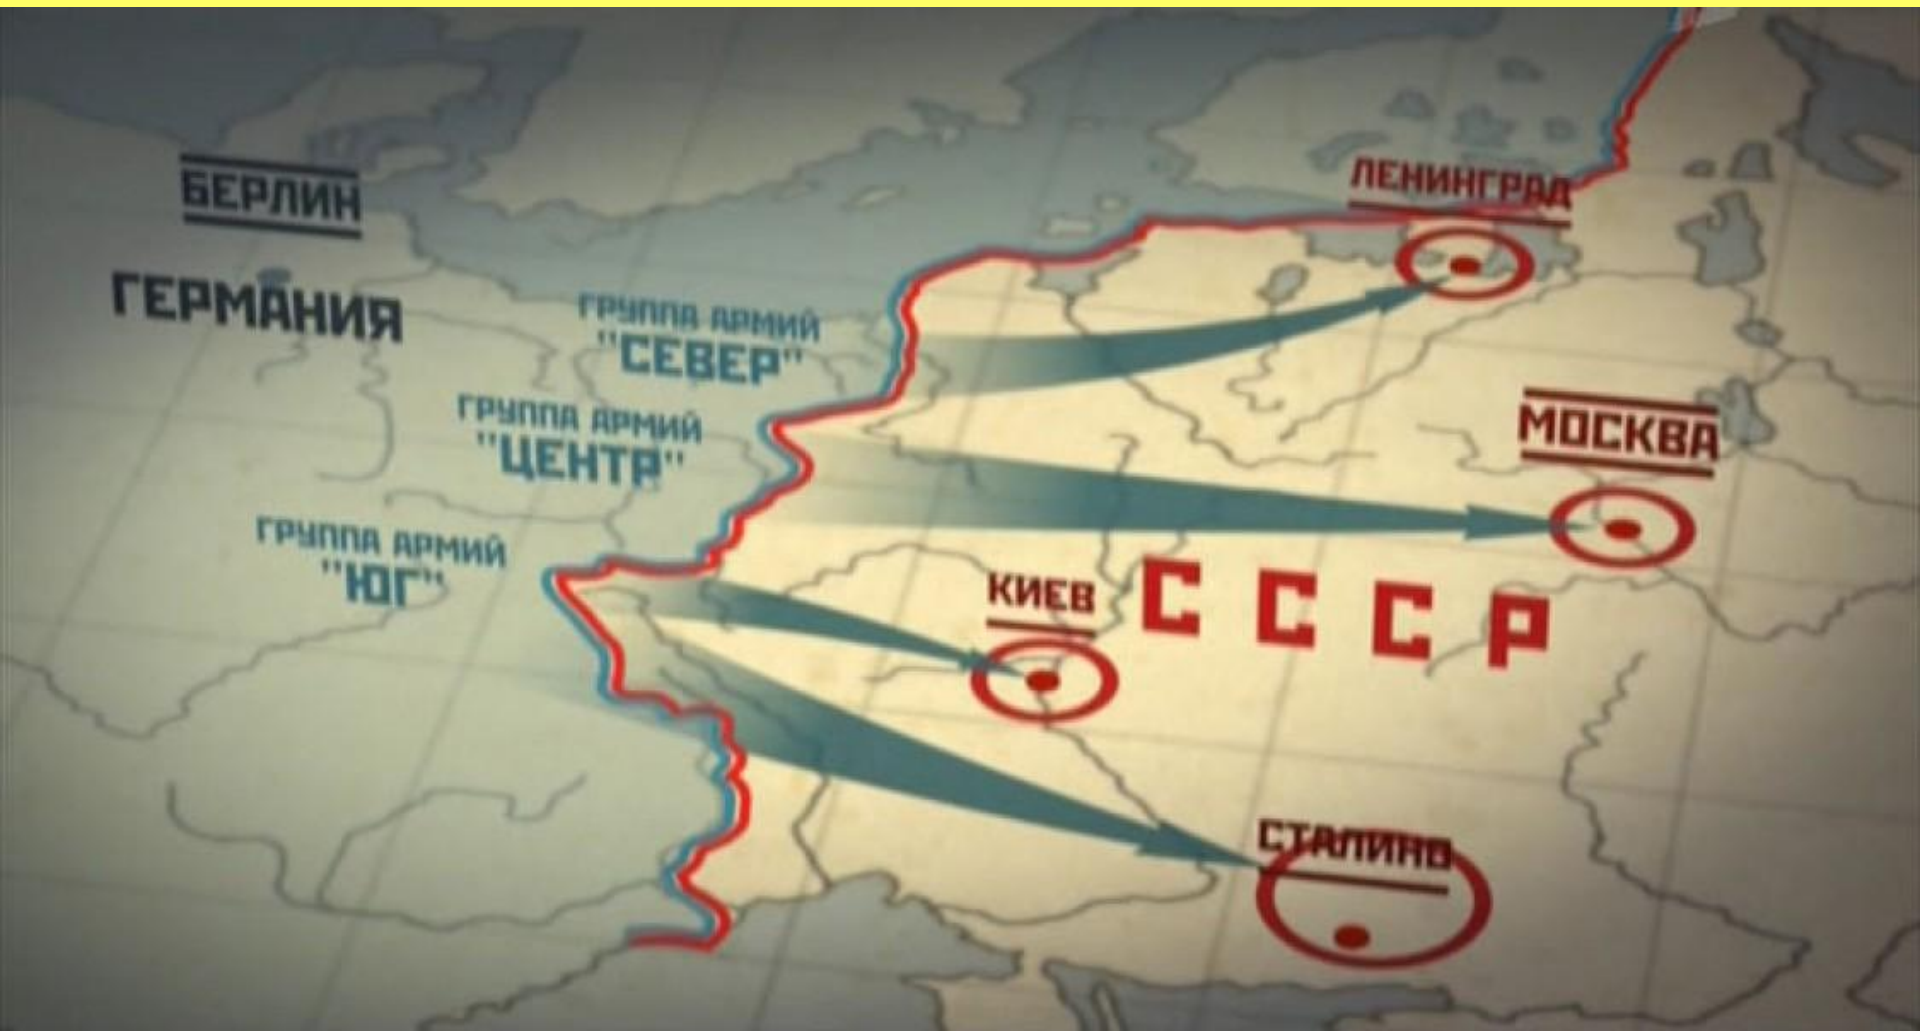 ЛЕНИНГРАД
БЕРЛИН
ГЕРМАНИЯ
ГРУППА АРМИЙ
"СЕВЕР"
ГРУППА АРМИЙ
"ЦЕНТР"
МОСКВА
ГРУППА АРМИЙ
"ЮГ"
КИЕВ
СССР
СТАЛИНО